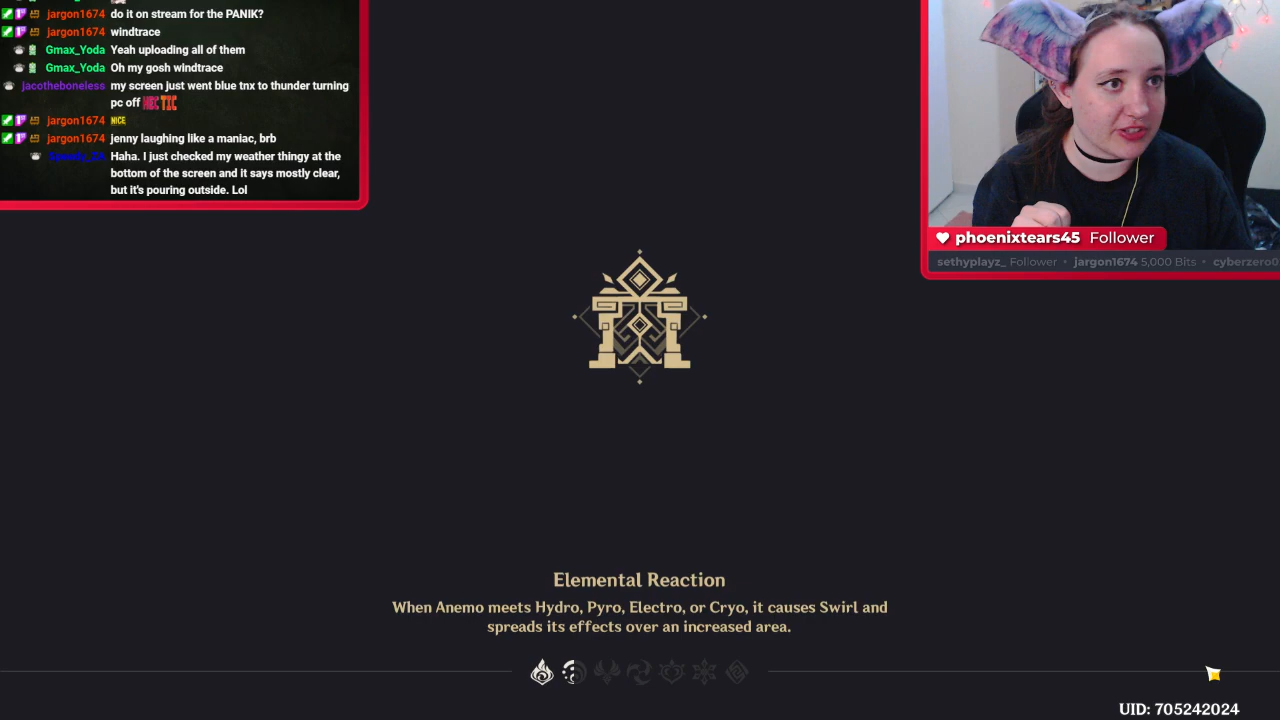 jargon1674 do it on stream for the PANIK?
jargon1674 windtrace
Gmax_Yoda Yeah uploading all of them
Gmax_Yoda Oh my gosh windtrace
jacotheboneless my screen just went blue tnx to thunder turning
pc off HECTIC
jargon1674 NICE
jargon1674 jenny laughing like a maniac, brb
Speedy_ZA Haha. I just checked my weather thingy at the
bottom of the screen and it says mostly clear,
but it's pouring outside. Lol
phoenixtears45 Follower
sethyplayz_ Follower • jargon1674 5,000 Bits • cyberzero0
Elemental Reaction
When Anemo meets Hydro, Pyro, Electro, or Cryo, it causes Swirl and
spreads its effects over an increased area.
UID: 705242024